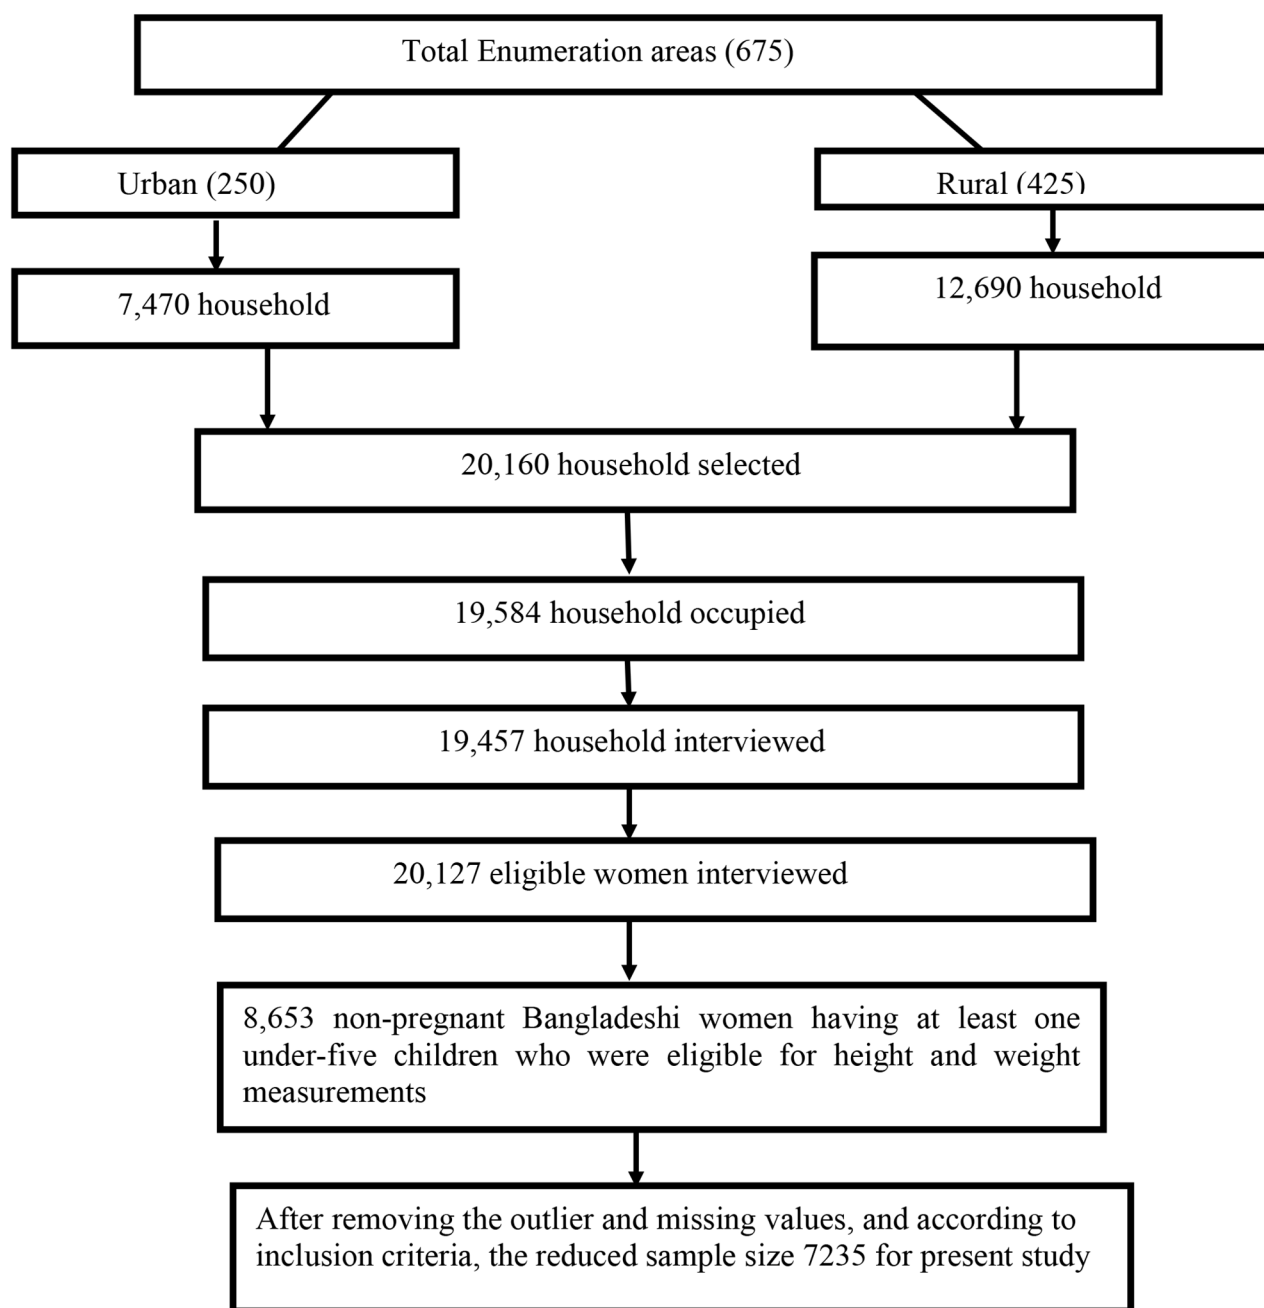 Total Enumeration areas (675)
Urban (250)
Rural (425)
7,470 household
12,690 household
20,160 household selected
19,584 household occupied
19,457 household interviewed
20,127 eligible women interviewed
8,653 non-pregnant Bangladeshi women having at least one
under-five children who were eligible for height and weight
measurements
After removing the outlier and missing values, and according to
inclusion criteria, the reduced sample size 7235 for present study